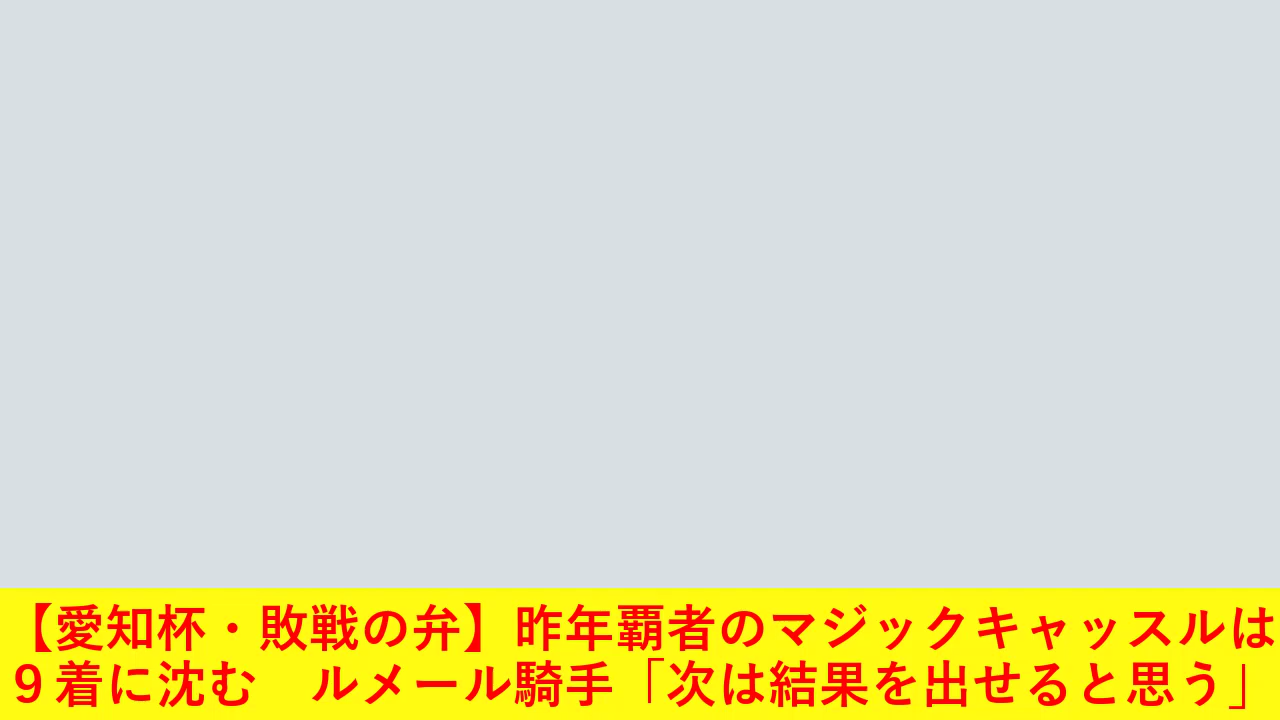 【愛知杯・敗戦の弁】昨年覇者のマジックキャッスルは
９着に沈む　ルメール騎手「次は結果を出せると思う」